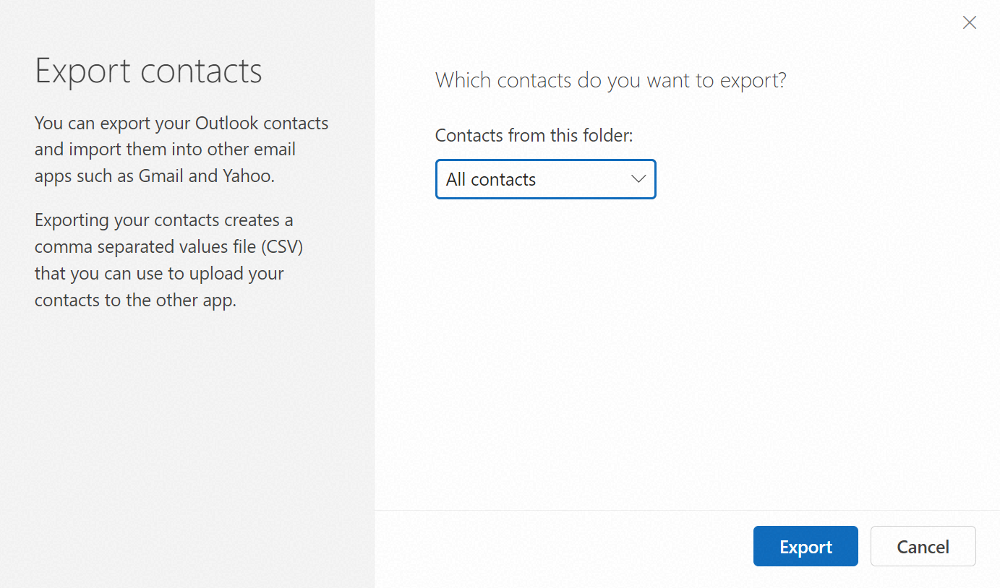 Export contacts
You can export your Outlook contacts
and import them into other email
apps such as Gmail and Yahoo.
Exporting your contacts creates a
comma separated values file (CSV)
that you can use to upload your
contacts to the other app.
Which contacts do you want to export?
Contacts from this folder:
All contacts
Export
Cancel